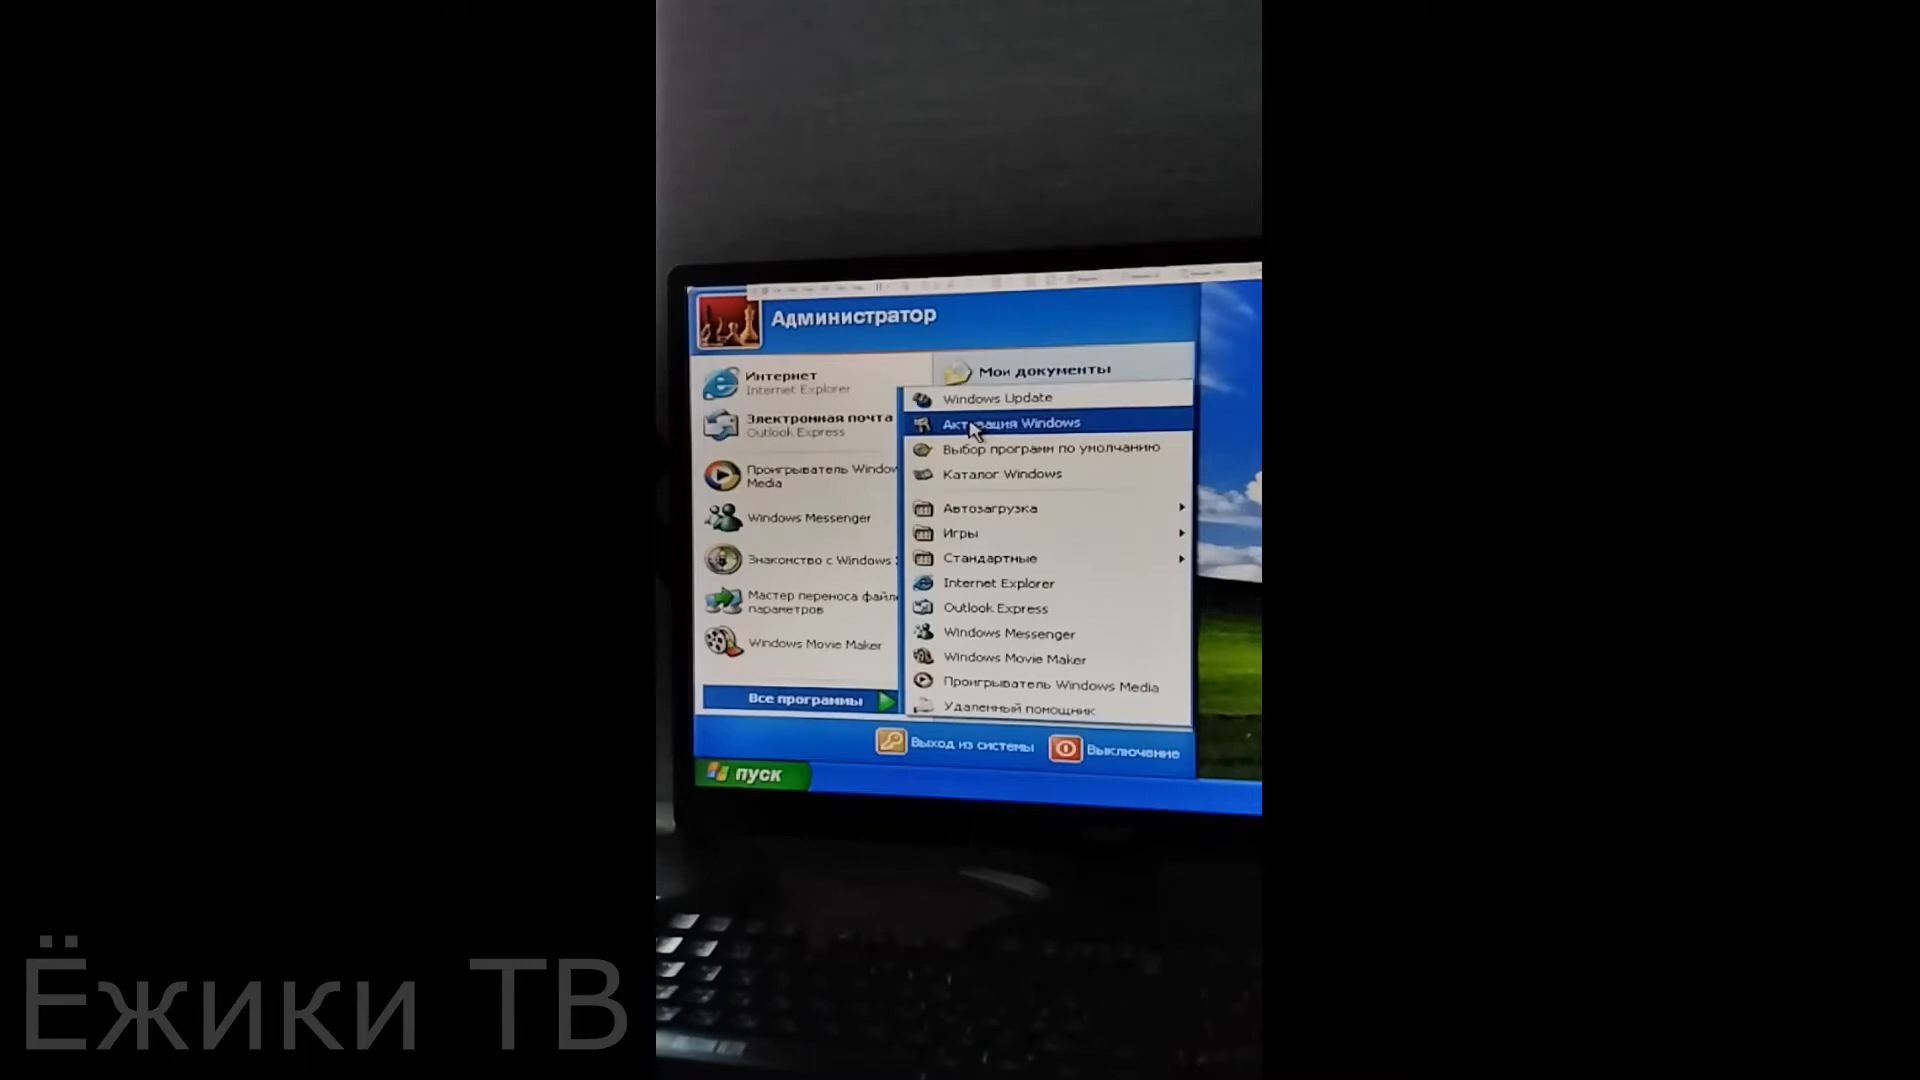 Администратор
Интернет
Internet Explorer
Электронная почта
Outlook Express
Проигрыватель Window
Media
Windows Messenger
Знакомство с Windows
Мастер переноса файл
параметров
Windows Movie Maker
Все программы
Мои документы
Windows Update
Активация Windows
Выбор программ по умолчанию
Каталог Windows
Автозагрузка
Игры
Стандартные
Internet Explorer
Outlook Express
Windows Messenger
Windows Movie Maker
Проигрыватель Windows Media
Удаленный помощник
Выход из системы
Выключение
пуск
Ёжики ТВ